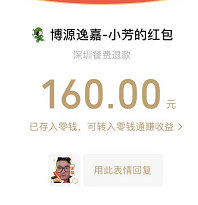 博源逸嘉-小芳的红包
深圳餐费退款
160.00元
已存入零钱，可转入零钱通赚收益 >
用此表情回复